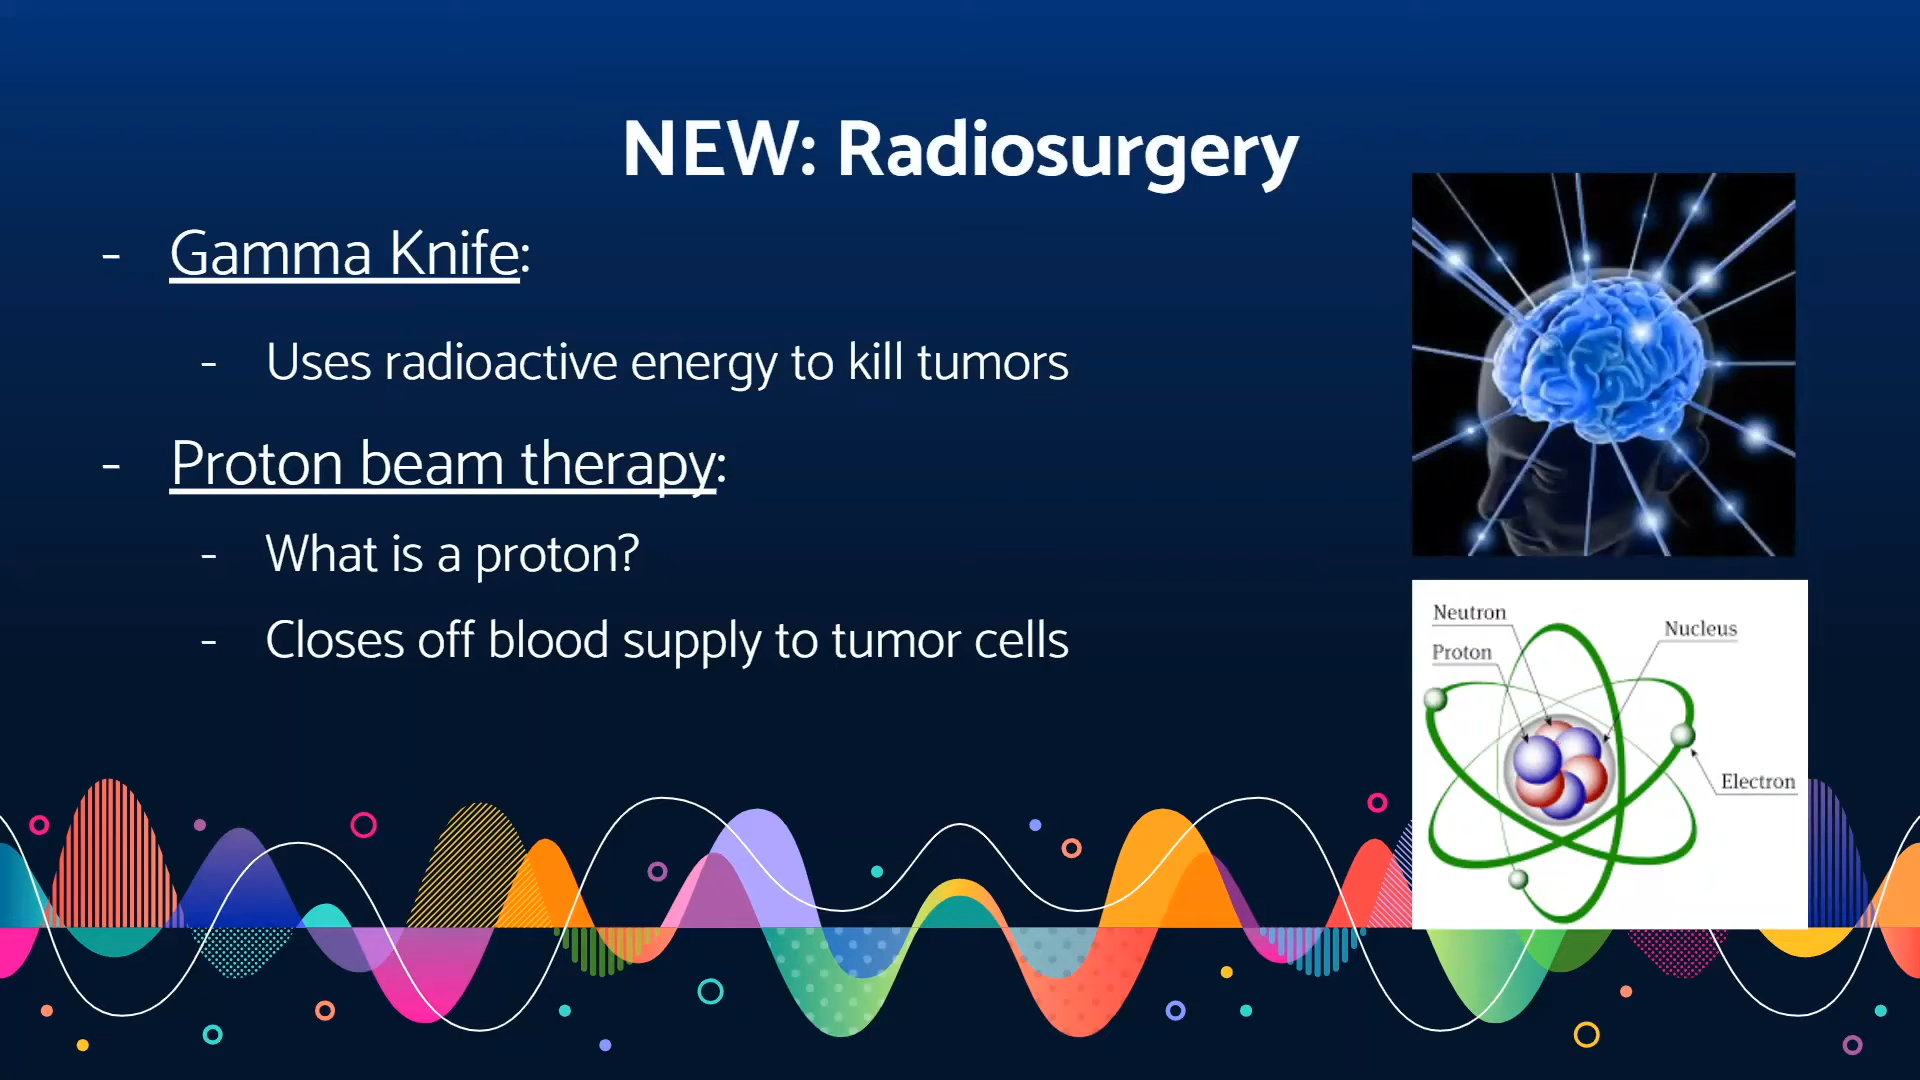 NEW: Radiosurgery
- Gamma Knife:
- Uses radioactive energy to kill tumors
- Proton beam therapy:
- What is a proton?
- Closes off blood supply to tumor cells
Neutron
Nucleus
Proton
Electron